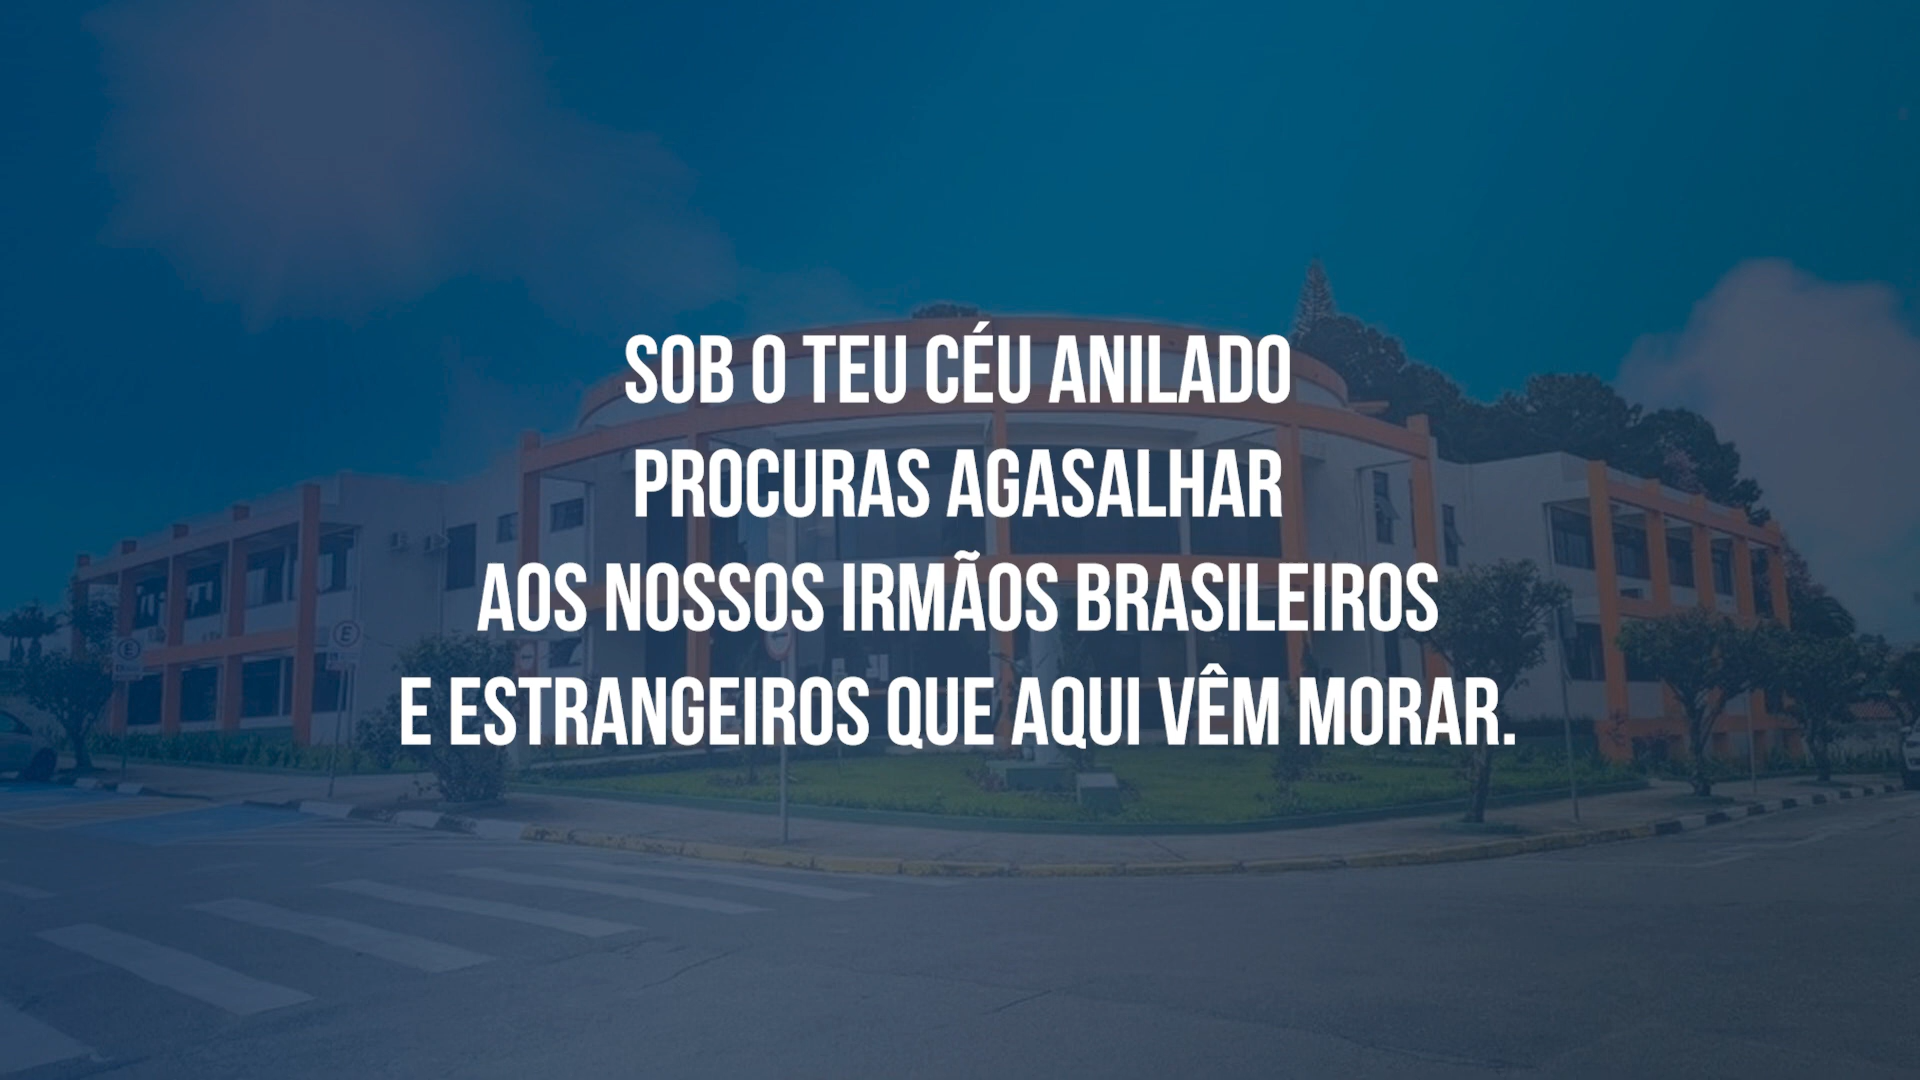 SOB O TEU CÉU ANILADO
PROCURAS AGASALHAR
AOS NOSSOS IRMÃOS BRASILEIROS
E ESTRANGEIROS QUE AQUI VÊM MORAR.
E
E